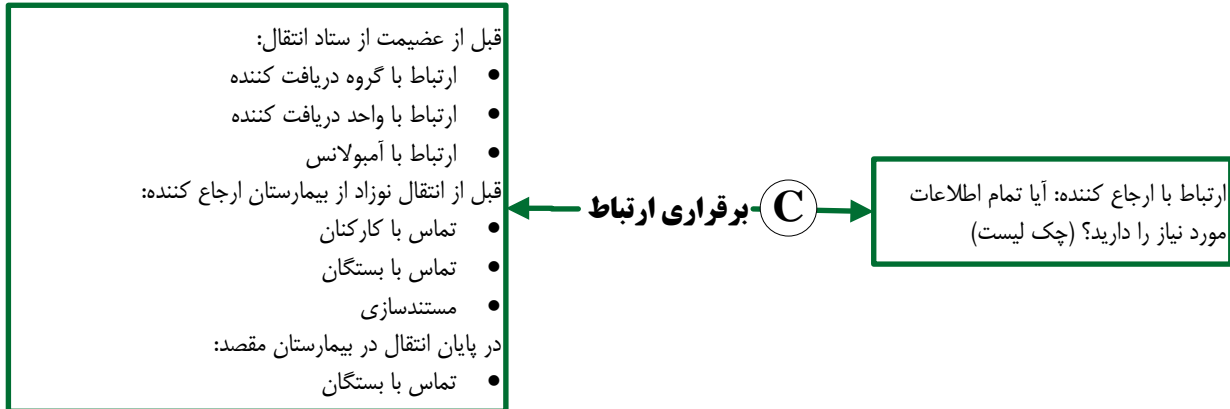 ارتباط با ارجاع کننده: آیا تمام اطلاعات
مورد نیاز را دارید؟ (چک لیست)
C برقراری ارتباط
قبل از عضیمت از ستاد انتقال:
• ارتباط با گروه دریافت کننده
• ارتباط با واحد دریافت کننده
• ارتباط با آمبولانس
قبل از انتقال نوزاد از بیمارستان ارجاع کننده:
• تماس با کارکنان
• تماس با بستگان
• مستندسازی
در پایان انتقال در بیمارستان مقصد:
• تماس با بستگان